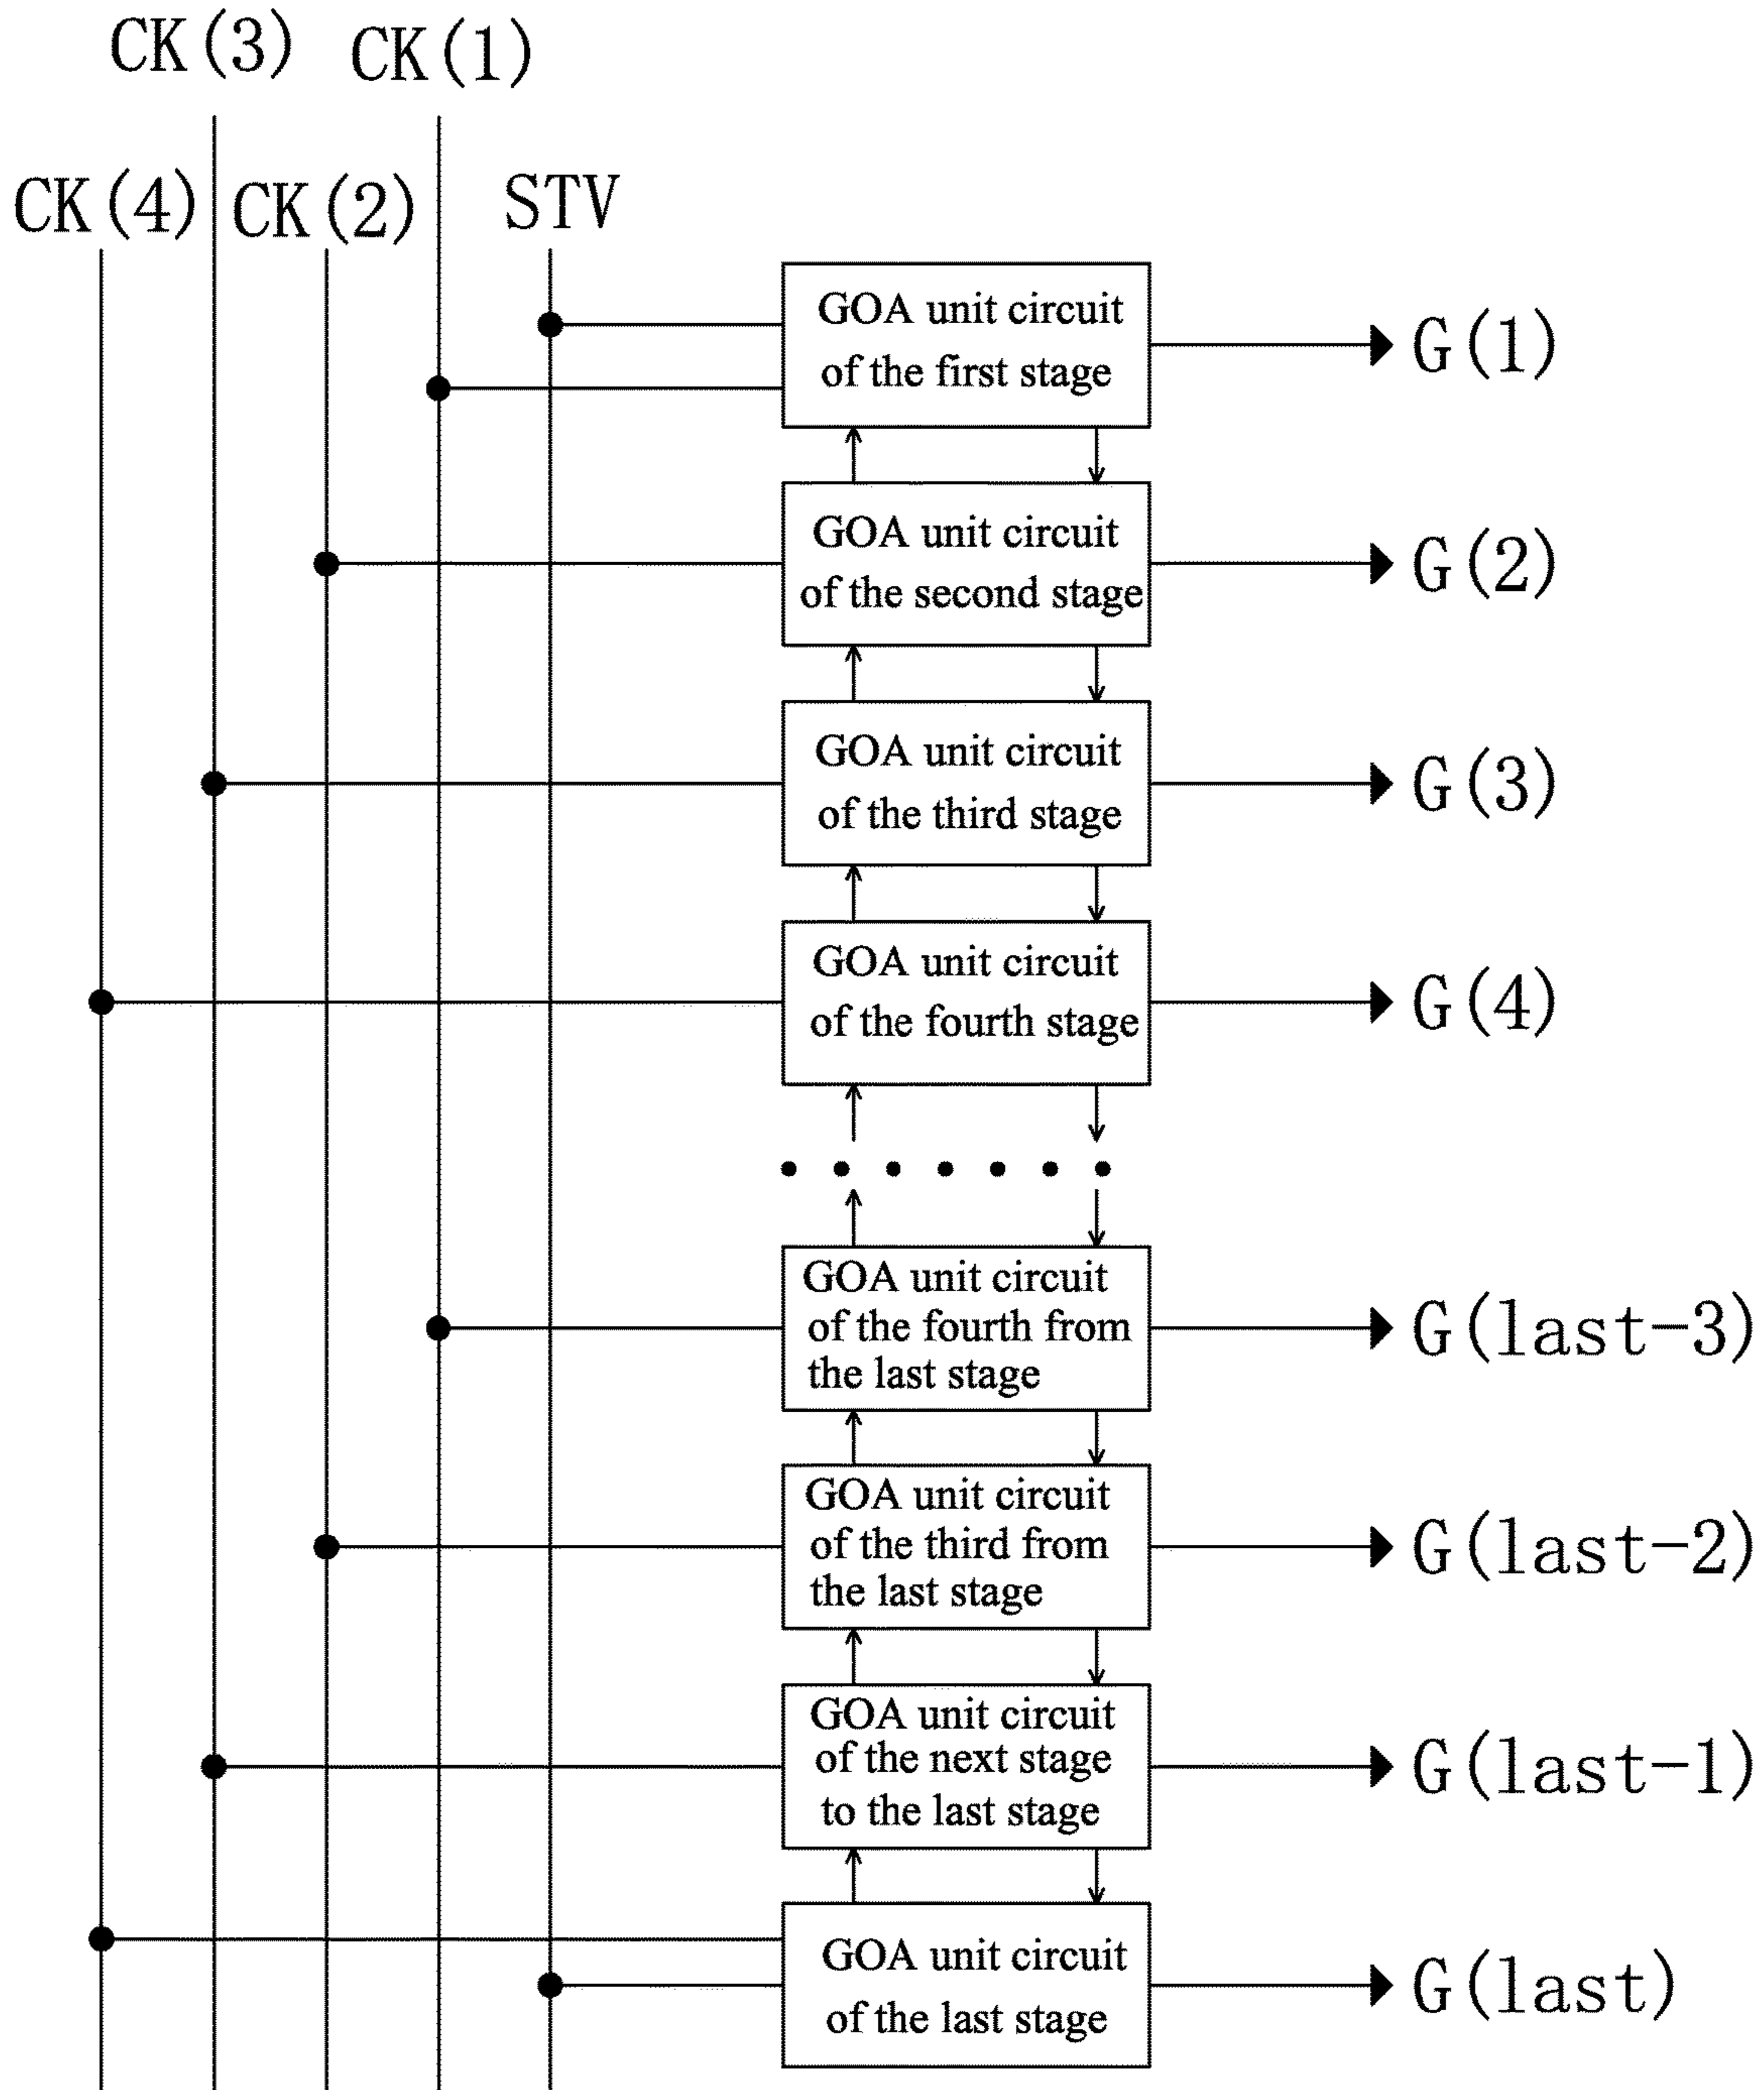 CK(3)
CK(1)
CK(4)
CK(2)
STV
GOA unit circuit
of the first stage
G(1)
GOA unit circuit
of the second stage
G(2)
GOA unit circuit
of the third stage
G(3)
GOA unit circuit
of the fourth stage
G(4)
GOA unit circuit
of the fourth from
the last stage
G(last-3)
GOA unit circuit
of the third from
the last stage
G(last-2)
GOA unit circuit
of the next stage
to the last stage
G(last-1)
GOA unit circuit
of the last stage
G(last)